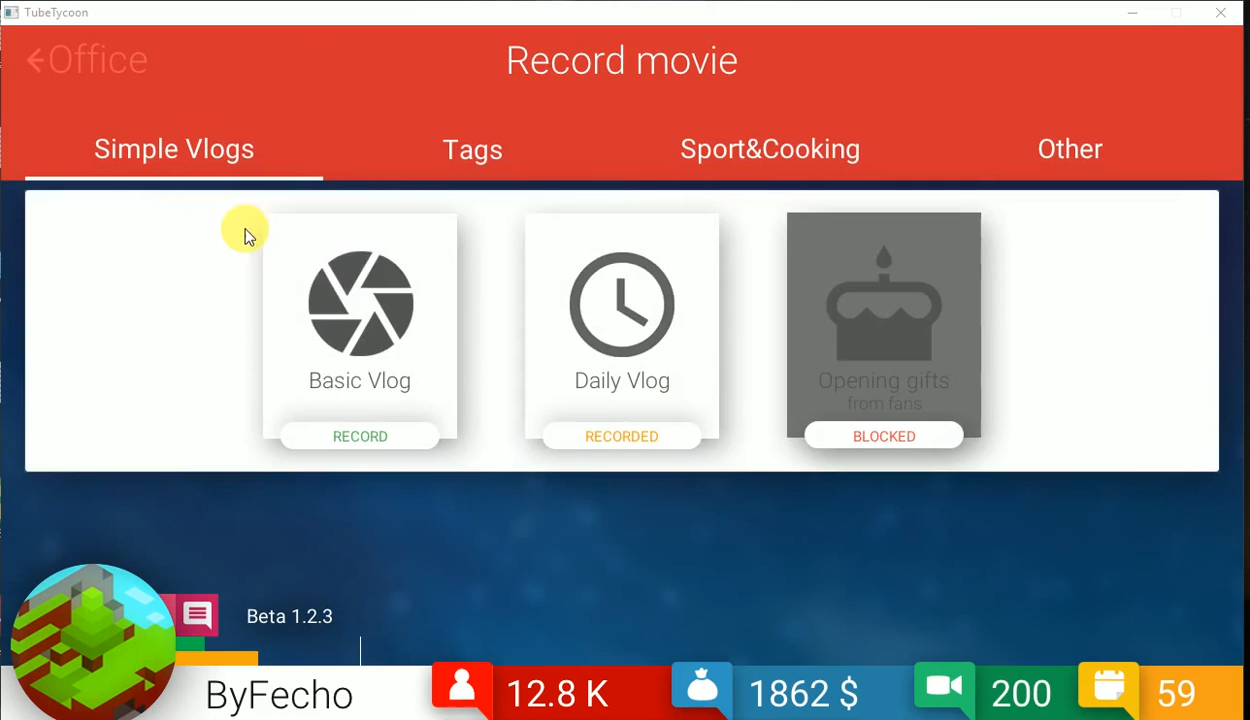 TubeTycoon
Office
Record movie
Simple Vlogs
Tags
Sport&Cooking
Other
Basic Vlog
RECORD
Daily Vlog
RECORDED
Opening gifts
from fans
BLOCKED
Beta 1.2.3
ByFecho
12.8 K
1862 $
200
59